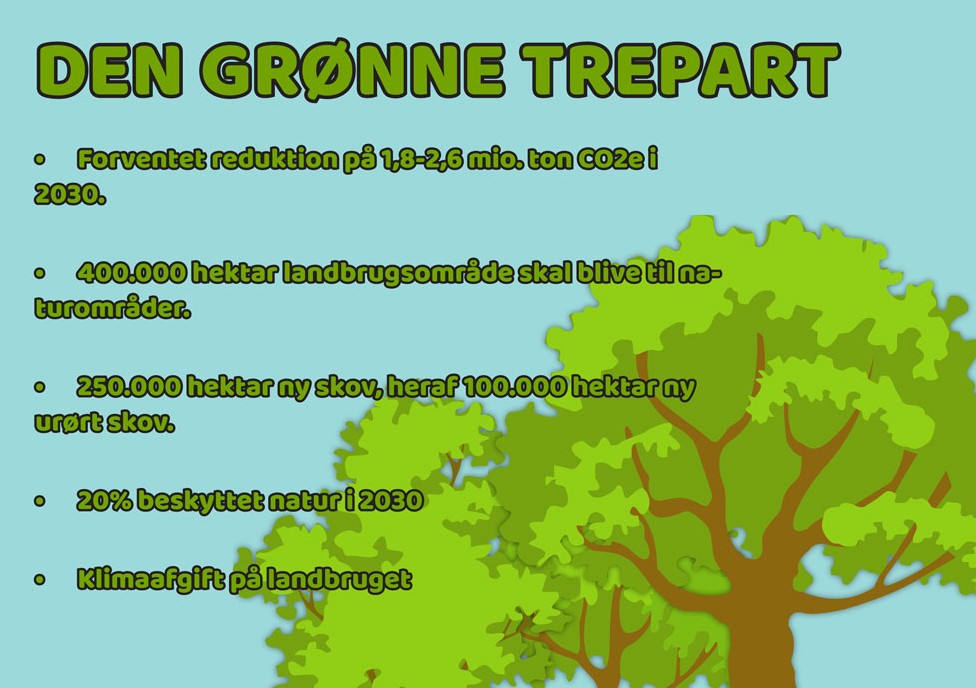 DEN GRØNNE TREPART
• Forventet reduktion på 1,8-2,6 mio. ton CO2e i
2030.
• 400.000 hektar landbrugsområde skal blive til na-
turområder.
• 250.000 hektar ny skov, heraf 100.000 hektar ny
urørt skov.
• 20% beskyttet natur i 2030
• Klimaafgift på landbruget